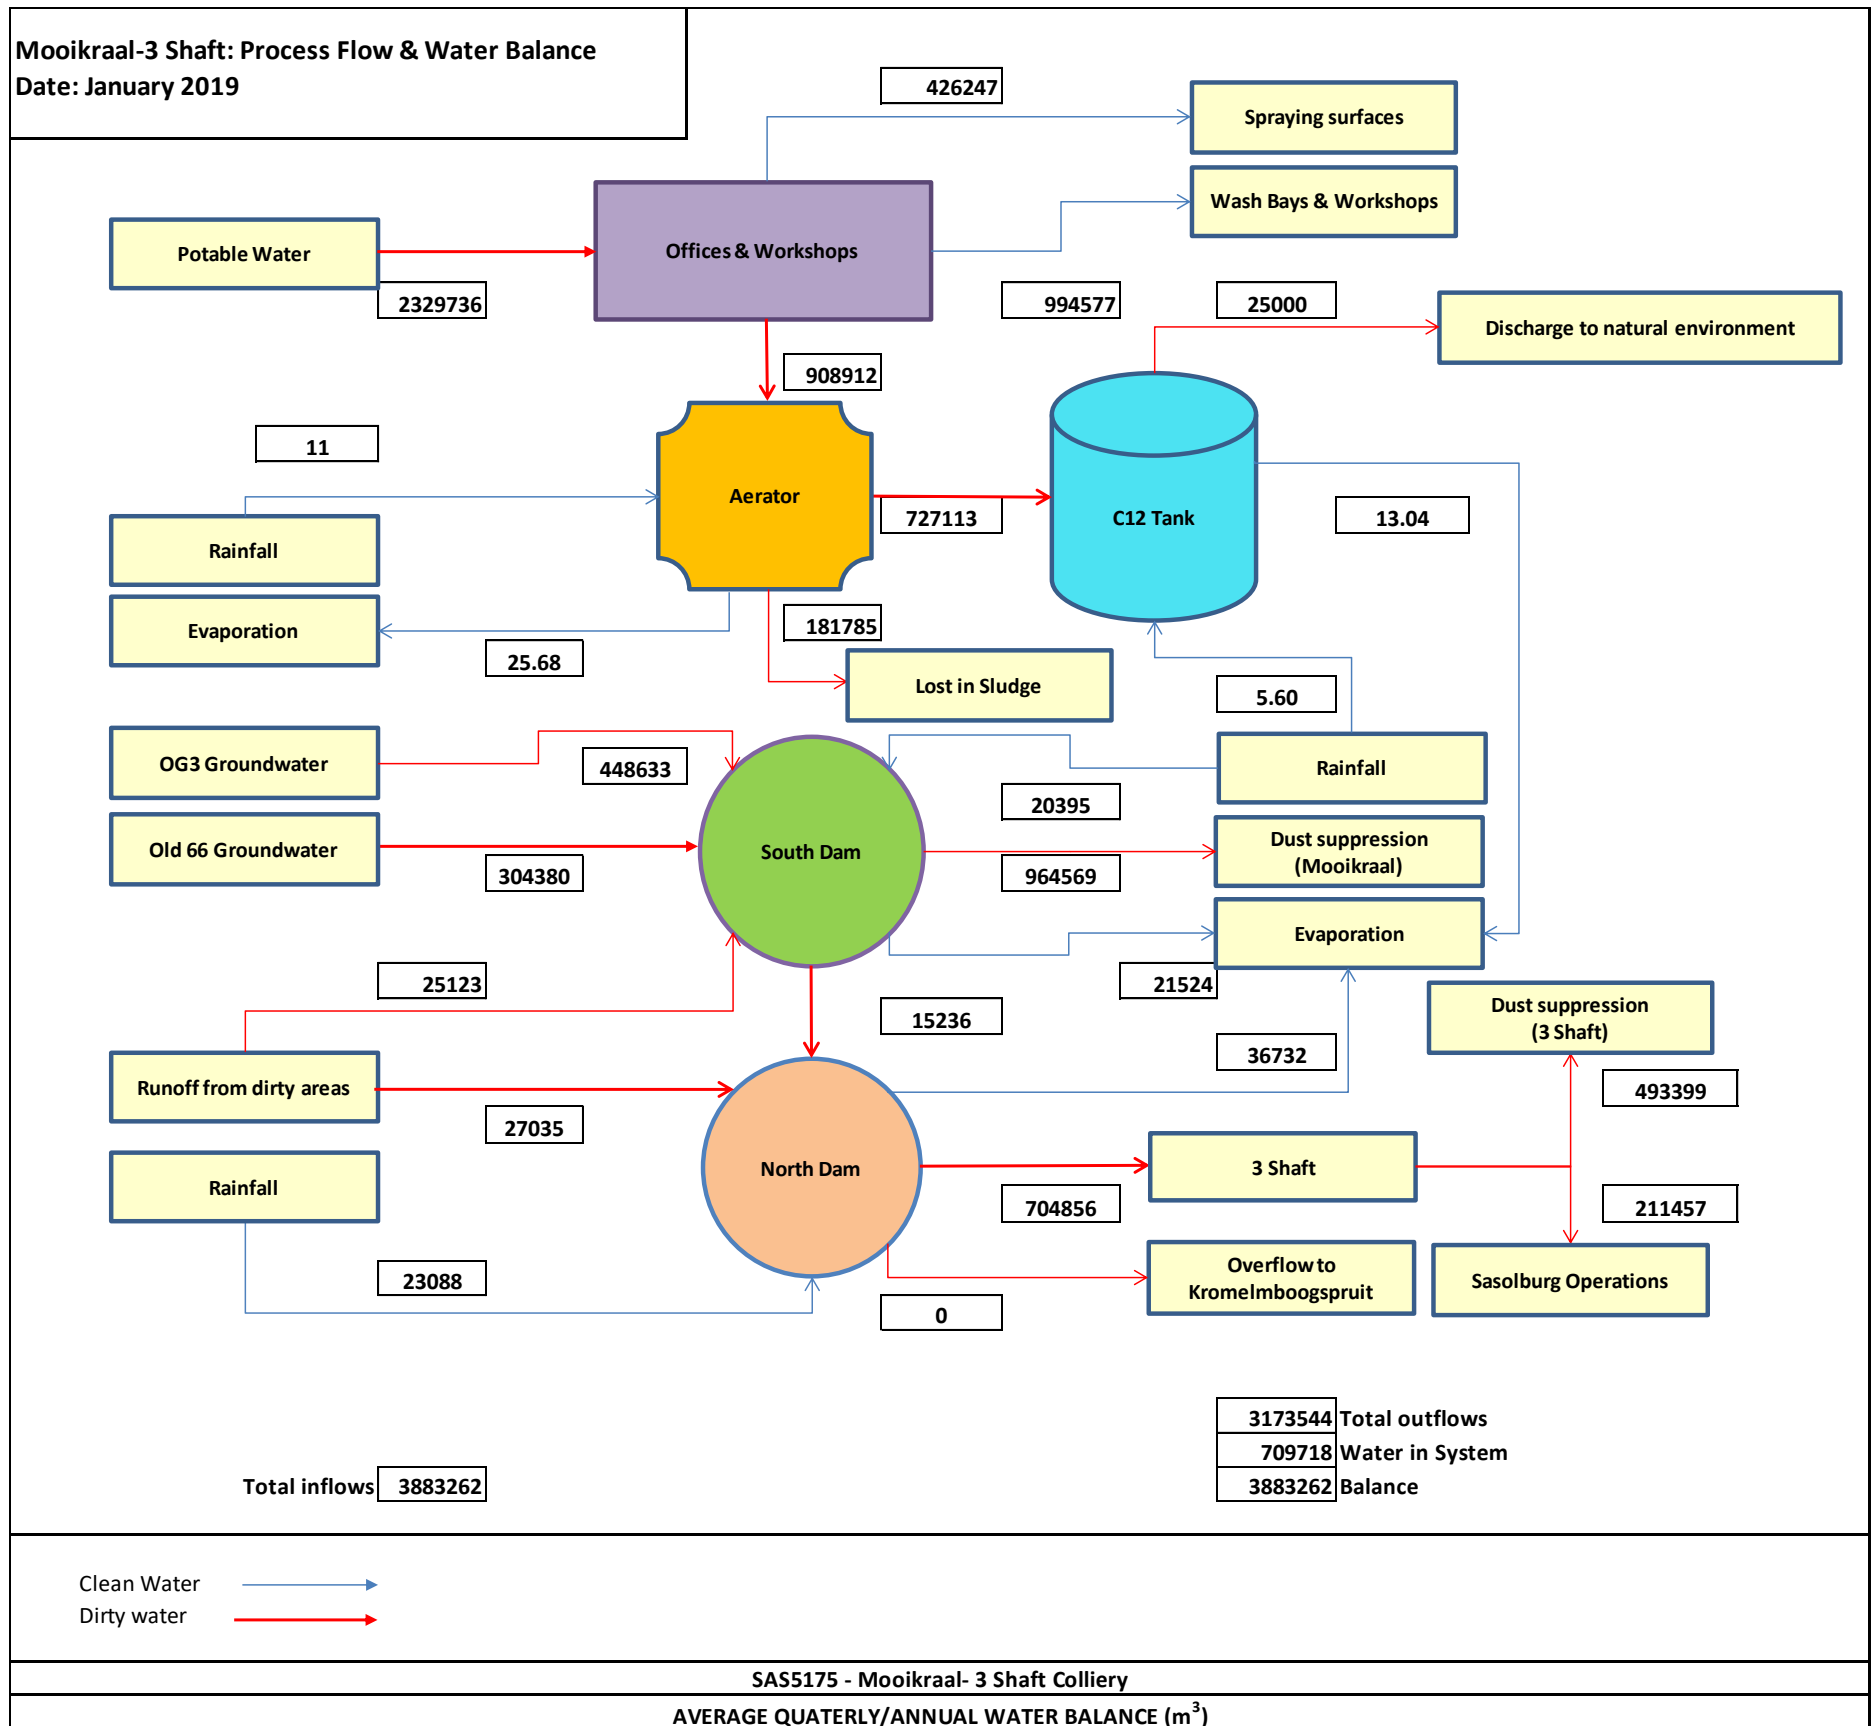 Mooikraal-3 Shaft: Process Flow & Water Balance
Date: January 2019
426247
Spraying surfaces
Wash Bays & Workshops
Potable Water
Offices & Workshops
2329736
994577
25000
Discharge to natural environment
908912
11
Aerator
727113
C12 Tank
13.04
Rainfall
Evaporation
181785
25.68
Lost in Sludge
5.60
OG3 Groundwater
448633
Rainfall
20395
Old 66 Groundwater
South Dam
Dust suppression
(Mooikraal)
304380
964569
Evaporation
25123
21524
15236
Dust suppression
(3 Shaft)
36732
Runoff from dirty areas
493399
27035
North Dam
3 Shaft
Rainfall
704856
211457
23088
Overflow to
Kromelmboogspruit
Sasolburg Operations
0
3173544 Total outflows
709718 Water in System
Total inflows 3883262
3883262 Balance
Clean Water
Dirty water
SAS5175 - Mooikraal- 3 Shaft Colliery
AVERAGE QUATERLY/ANNUAL WATER BALANCE (m³)